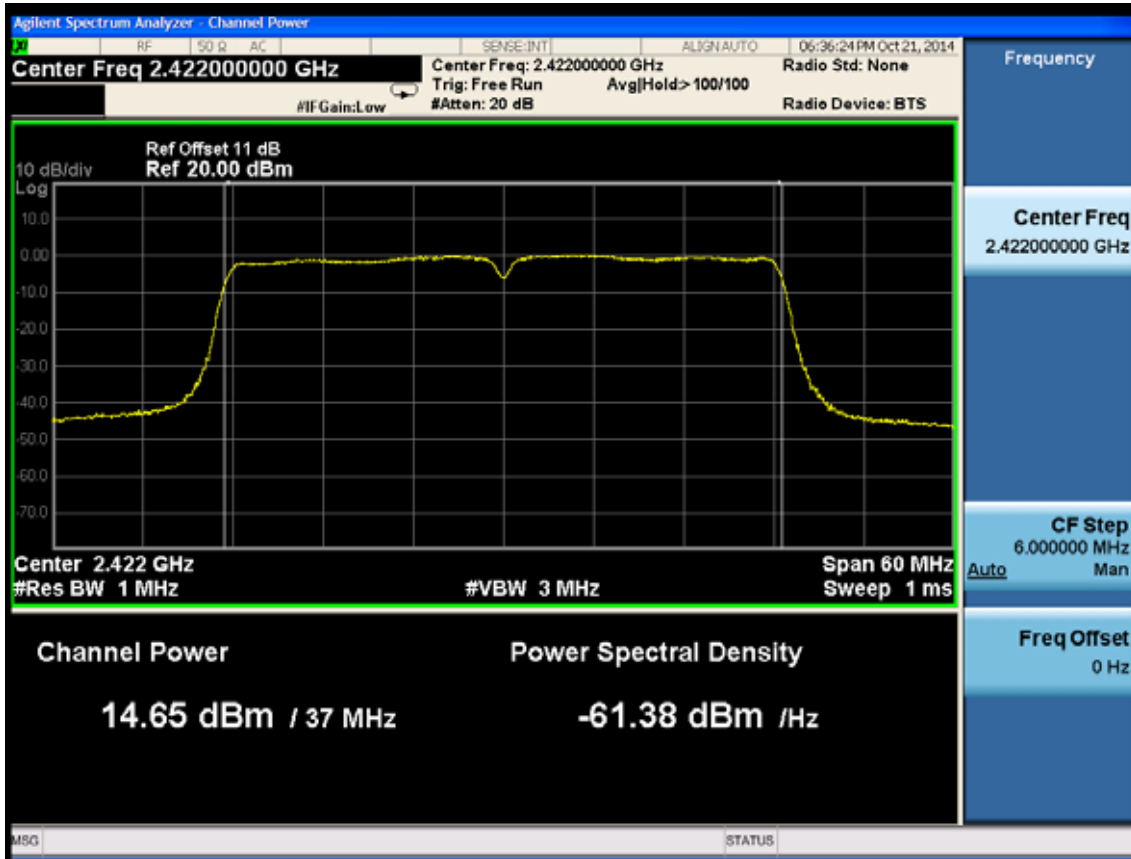 Agilent Spectrum Analyzer - Channel Power
RF 50 Ω AC SENSE:INT ALIGN AUTO 06:36:24 PM Oct 21, 2014
Center Freq 2.422000000 GHz
Center Freq: 2.422000000 GHz
Radio Std: None
Trig: Free Run Avg|Hold:> 100/100
#IFGain:Low
#Atten: 20 dB
Radio Device: BTS
Ref Offset 11 dB
10 dB/div Ref 20.00 dBm
Log
10.0
0.00
-10.0
-20.0
-30.0
-40.0
-50.0
-60.0
-70.0
Center 2.422 GHz Span 60 MHz
#Res BW 1 MHz #VBW 3 MHz Sweep 1 ms
Channel Power Power Spectral Density
14.65 dBm / 37 MHz -61.38 dBm /Hz
MSG STATUS
Frequency
Center Freq
2.422000000 GHz
CF Step
6.000000 MHz
Auto Man
Freq Offset
0 Hz